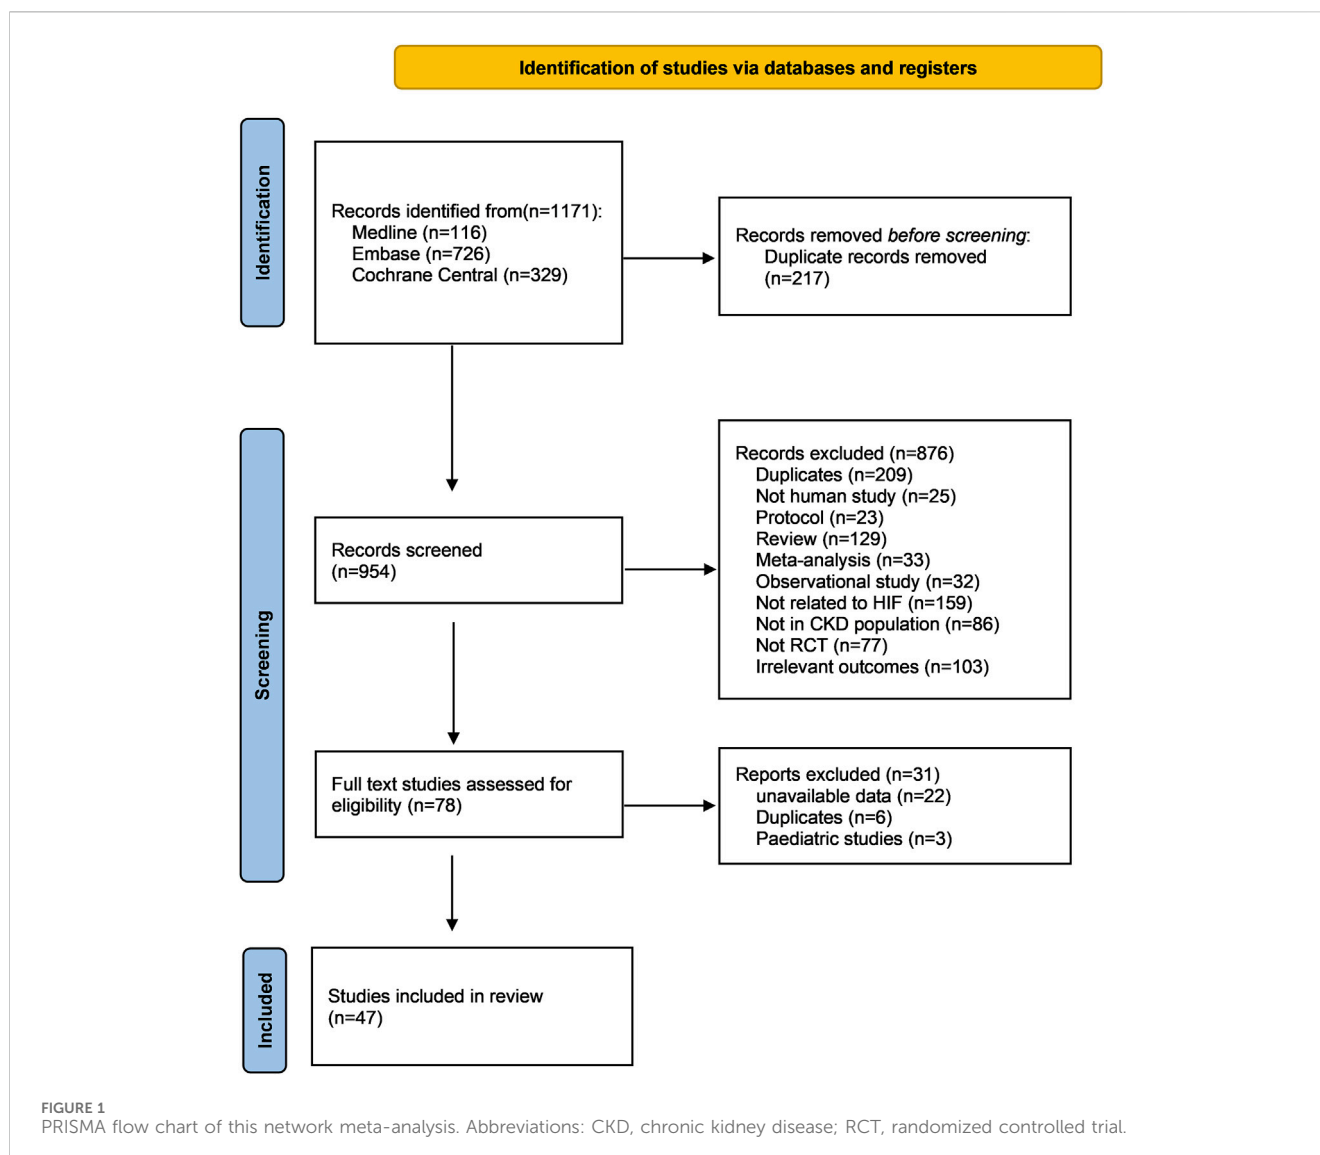 Identification of studies via databases and registers
Identification
Records identified from(n=1171):
Medline (n=116)
Embase (n=726)
Cochrane Central (n=329)
Records removed before screening:
Duplicate records removed
(n=217)
Screening
Records screened
(n=954)
Records excluded (n=876)
Duplicates (n=209)
Not human study (n=25)
Protocol (n=23)
Review (n=129)
Meta-analysis (n=33)
Observational study (n=32)
Not related to HIF (n=159)
Not in CKD population (n=86)
Not RCT (n=77)
Irrelevant outcomes (n=103)
Full text studies assessed for
eligibility (n=78)
Reports excluded (n=31)
unavailable data (n=22)
Duplicates (n=6)
Paediatric studies (n=3)
Included
Studies included in review
(n=47)
FIGURE 1
PRISMA flow chart of this network meta-analysis. Abbreviations: CKD, chronic kidney disease; RCT, randomized controlled trial.